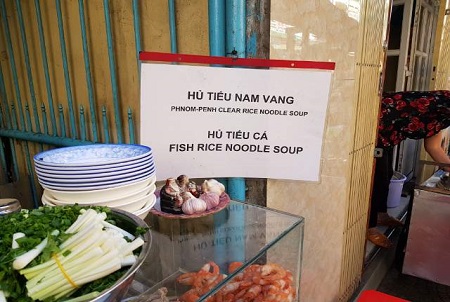 HỦ TIẾU NAM VANG
PHNOM-PENH CLEAR RICE NOODLE SOUP
HỦ TIẾU CÁ
FISH RICE NOODLE SOUP